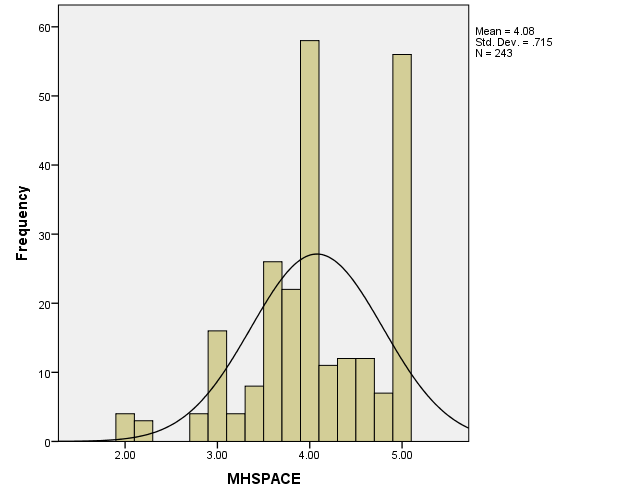 Mean = 4.08
Std. Dev. = .715
N = 243
60
50
40
30
20
10
0
Frequency
2.00 3.00 4.00 5.00
MHSPACE